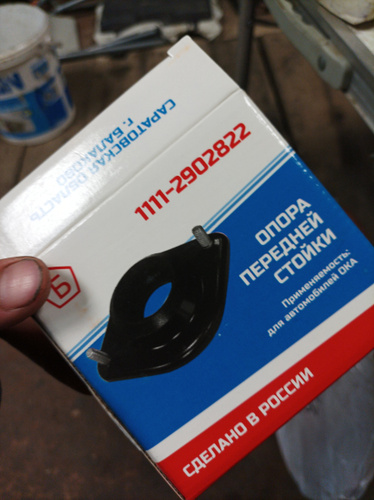 САРАТОВСКАЯ ОБЛАСТЬ
Г. БАЛАКОВО
1111-2902822
ОПОРА
ПЕРЕДНЕЙ
СТОЙКИ
Применяемость:
для автомобилей ОКА
СДЕЛАНО В РОССИИ